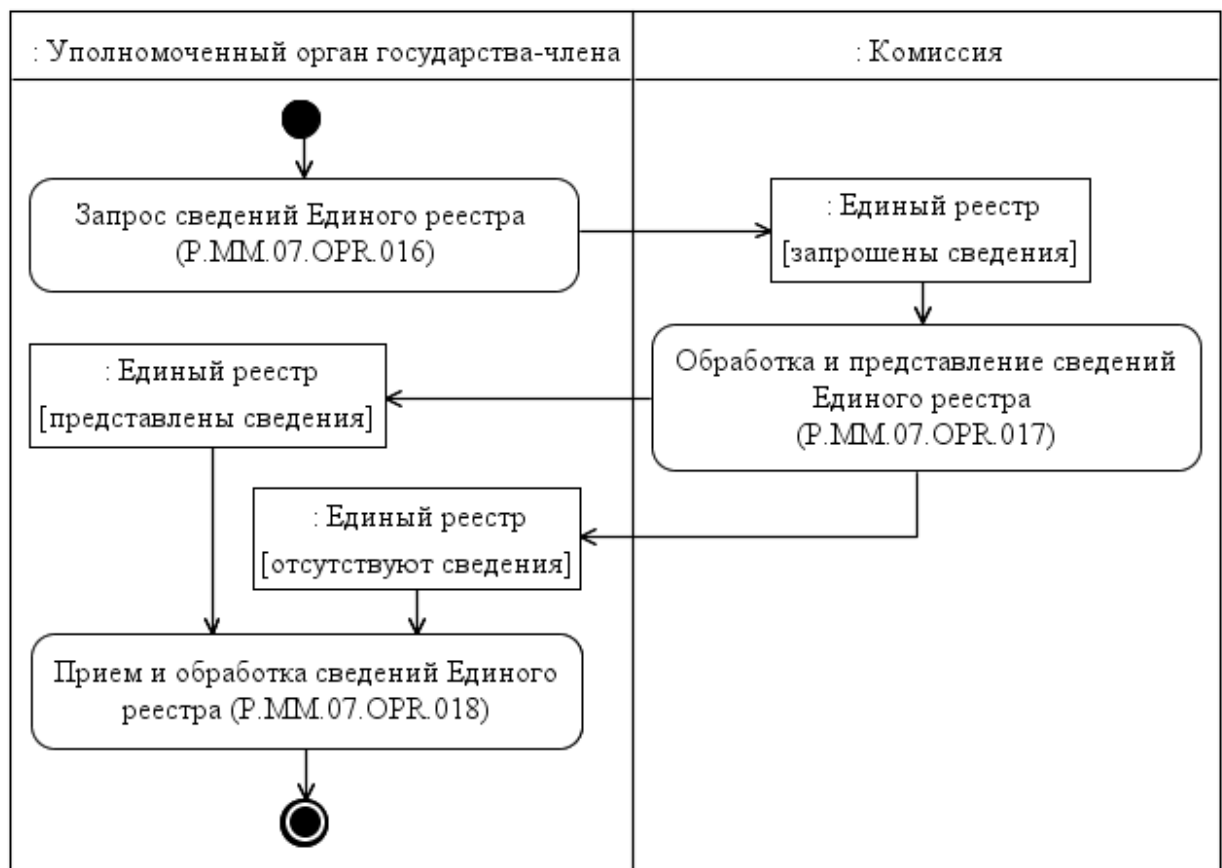 : Уполномоченный орган государства-члена
: Комиссия
Запрос сведений Единого реестра
(P.MM.07.OPR.016)
: Единый реестр
[запрошены сведения]
Обработка и представление сведений
Единого реестра
(P.MM.07.OPR.017)
: Единый реестр
[представлены сведения]
: Единый реестр
[отсутствуют сведения]
Прием и обработка сведений Единого
реестра (P.MM.07.OPR.018)